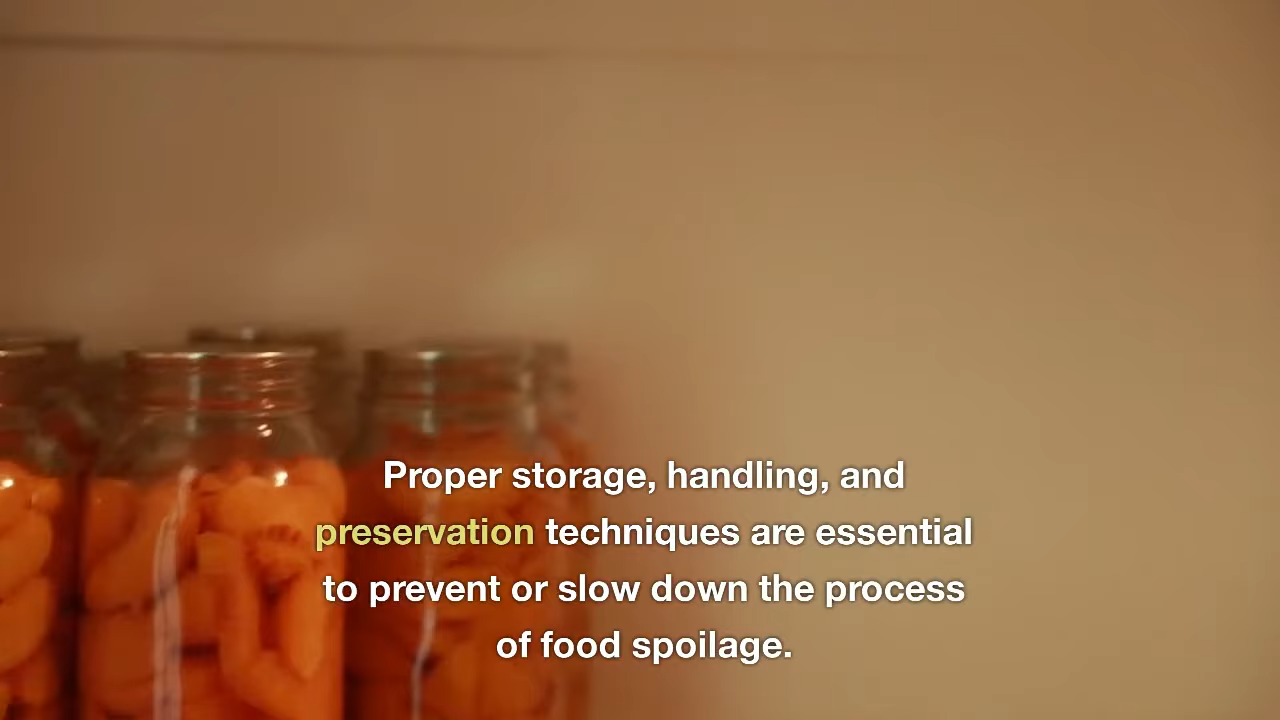 Proper storage, handling, and
preservation techniques are essential
to prevent or slow down the process
of food spoilage.